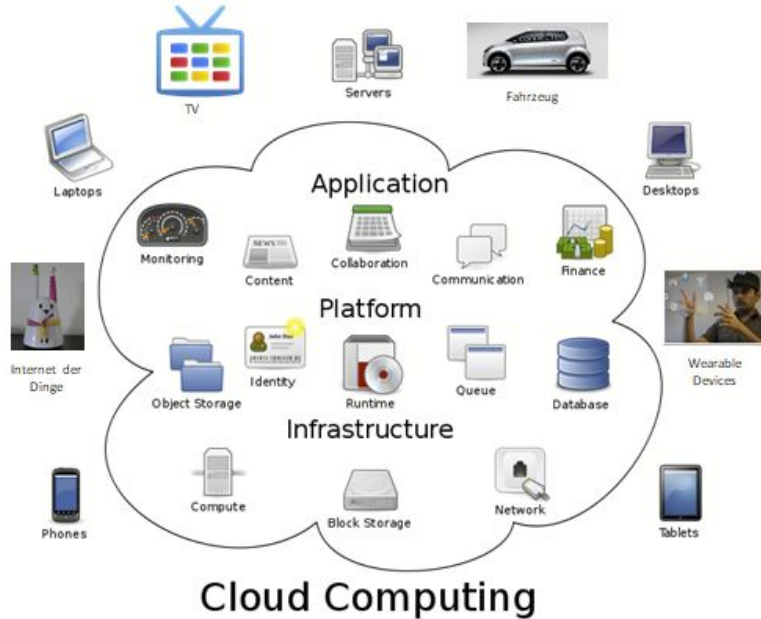 TV
Servers
Fahrzeug
Laptops
Desktops
Application
Monitoring
NEWS
Content
Collaboration
Communication
Finance
Platform
Internet der
Dinge
Wearable
Devices
Object Storage
Identity
Runtime
Queue
Database
Infrastructure
Compute
Block Storage
Network
Phones
Tablets
Cloud Computing